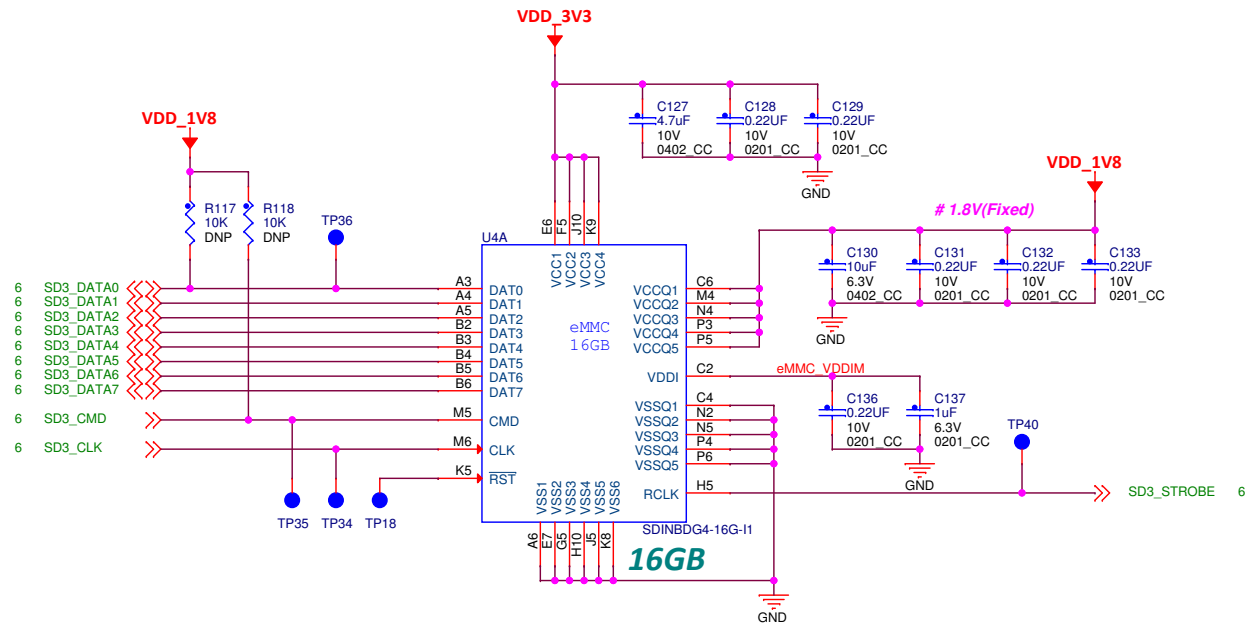 VDD_3V3
C127
4.7uF
10V
0402_CC
C128
0.22UF
10V
0201_CC
C129
0.22UF
10V
0201_CC
GND
VDD_1V8
R117
10K
DNP
R118
10K
DNP
TP36
VDD_1V8
# 1.8V(Fixed)
C130
10uF
6.3V
0402_CC
C131
0.22UF
10V
0201_CC
C132
0.22UF
10V
0201_CC
C133
0.22UF
10V
0201_CC
GND
U4A
E6
F5
J10
K9
VCC1
VCC2
VCC3
VCC4
eMMC
16GB
6 SD3_DATA0 A3 DAT0
6 SD3_DATA1 A4 DAT1
6 SD3_DATA2 A5 DAT2
6 SD3_DATA3 B2 DAT3
6 SD3_DATA4 B3 DAT4
6 SD3_DATA5 B4 DAT5
6 SD3_DATA6 B5 DAT6
6 SD3_DATA7 B6 DAT7
6 SD3_CMD M5 CMD
6 SD3_CLK M6 CLK
K5 RST
TP35
TP34
TP18
VCCQ1 C6
VCCQ2 M4
VCCQ3 N4
VCCQ4 P3
VCCQ5 P5
VDDI C2 eMMC_VDDIM
C136
0.22UF
10V
0201_CC
C137
1uF
6.3V
0201_CC
GND
VSSQ1 C4
VSSQ2 N2
VSSQ3 N5
VSSQ4 P4
VSSQ5 P6
TP40
RCLK H5 SD3_STROBE 6
VSS1
VSS2
VSS3
VSS4
VSS5
VSS6
A6
E7
G5
H10
J5
K8
SDINBDG4-16G-I1
16GB
GND